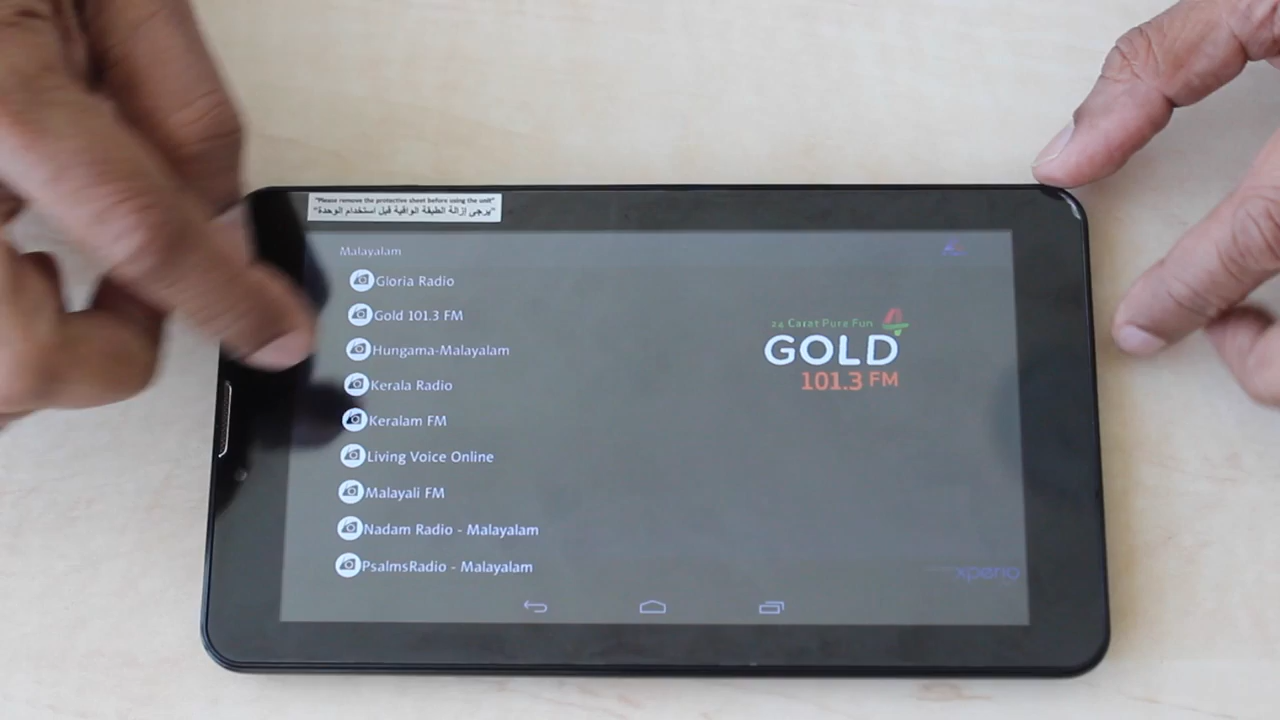 "Please remove the protective sheet before using the unit"
"يرجى إزالة الطبقة الواقية قبل استخدام الوحدة"
Malayalam
Gloria Radio
Gold 101.3 FM
Hungama-Malayalam
Kerala Radio
Keralam FM
Living Voice Online
Malayali FM
Nadam Radio - Malayalam
PsalmsRadio - Malayalam
24 Carat Pure Fun
GOLD
101.3 FM
xperio